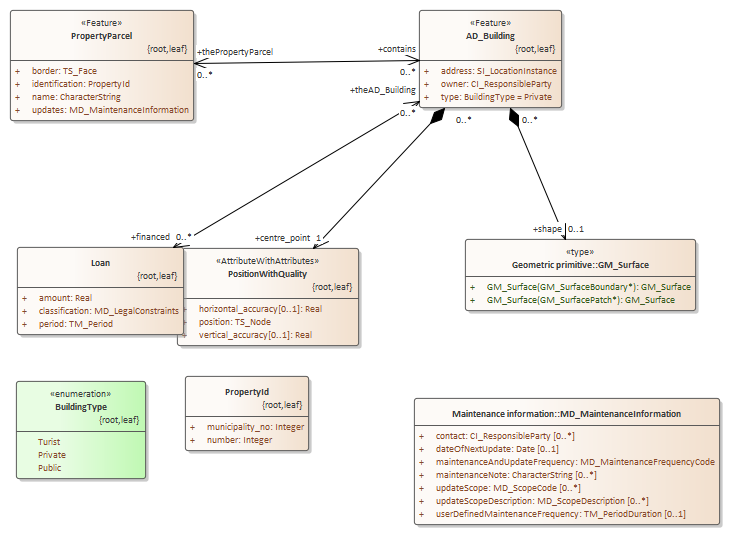 «Feature»
PropertyParcel
{root,leaf}
+ border: TS_Face
+ identification: PropertyId
+ name: CharacterString
+ updates: MD_MaintenanceInformation
+thePropertyParcel
0..*
+contains
0..*
«Feature»
AD_Building
{root,leaf}
+ address: SI_LocationInstance
+ owner: CI_ResponsibleParty
+ type: BuildingType = Private
+theAD_Building
0..*
0..*
0..*
+financed 0..*
+centre_point 1
+shape 0..1
Loan
{root,leaf}
+ amount: Real
+ classification: MD_LegalConstraints
+ period: TM_Period
«AttributeWithAttributes»
PositionWithQuality
{root,leaf}
horizontal_accuracy[0..1]: Real
position: TS_Node
vertical_accuracy[0..1]: Real
«type»
Geometric primitive::GM_Surface
+ GM_Surface(GM_SurfaceBoundary*): GM_Surface
+ GM_Surface(GM_SurfacePatch*): GM_Surface
«enumeration»
BuildingType
{root,leaf}
Turist
Private
Public
PropertyId
{root,leaf}
+ municipality_no: Integer
+ number: Integer
Maintenance information::MD_MaintenanceInformation
+ contact: CI_ResponsibleParty [0..*]
+ dateOfNextUpdate: Date [0..1]
+ maintenanceAndUpdateFrequency: MD_MaintenanceFrequencyCode
+ maintenanceNote: CharacterString [0..*]
+ updateScope: MD_ScopeCode [0..*]
+ updateScopeDescription: MD_ScopeDescription [0..*]
+ userDefinedMaintenanceFrequency: TM_PeriodDuration [0..1]